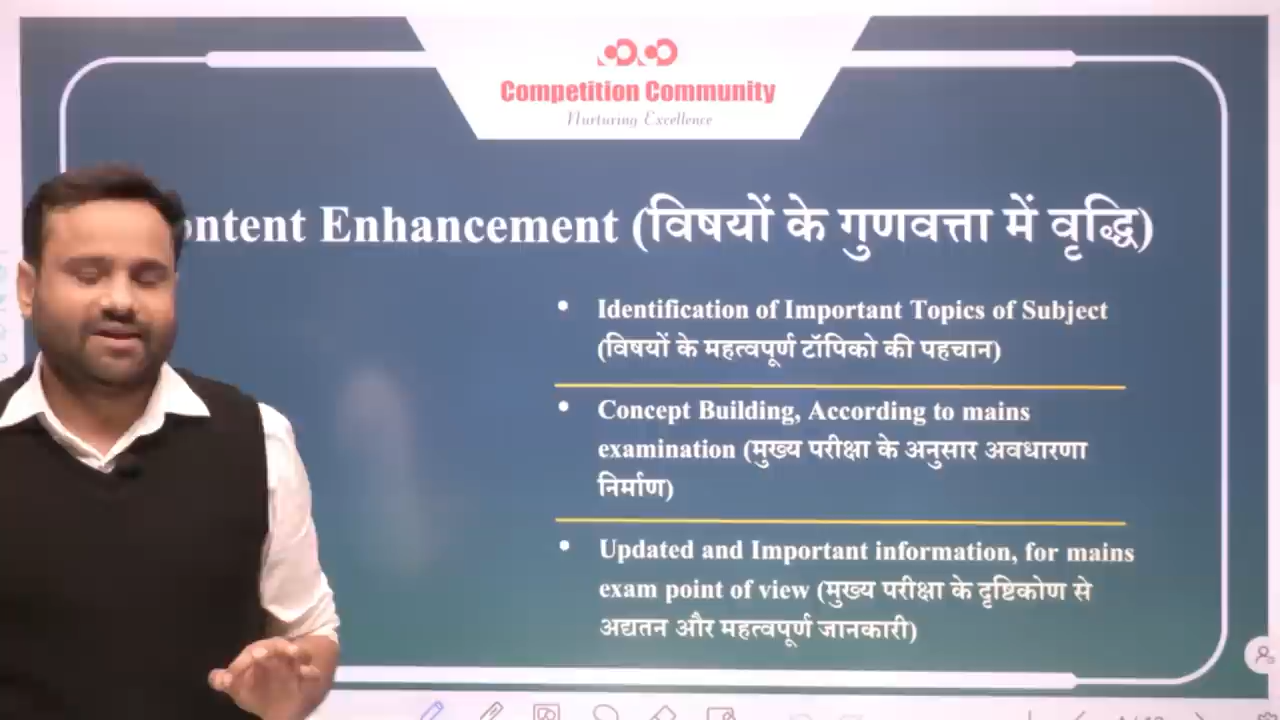 Competition Community
Nurturing Excellence
ontent Enhancement (विषयों के गुणवत्ता में वृद्धि)
• Identification of Important Topics of Subject
(विषयों के महत्वपूर्ण टॉपिको की पहचान)
• Concept Building, According to mains
examination (मुख्य परीक्षा के अनुसार अवधारणा
निर्माण)
• Updated and Important information, for mains
exam point of view (मुख्य परीक्षा के दृष्टिकोण से
अद्यतन और महत्वपूर्ण जानकारी)